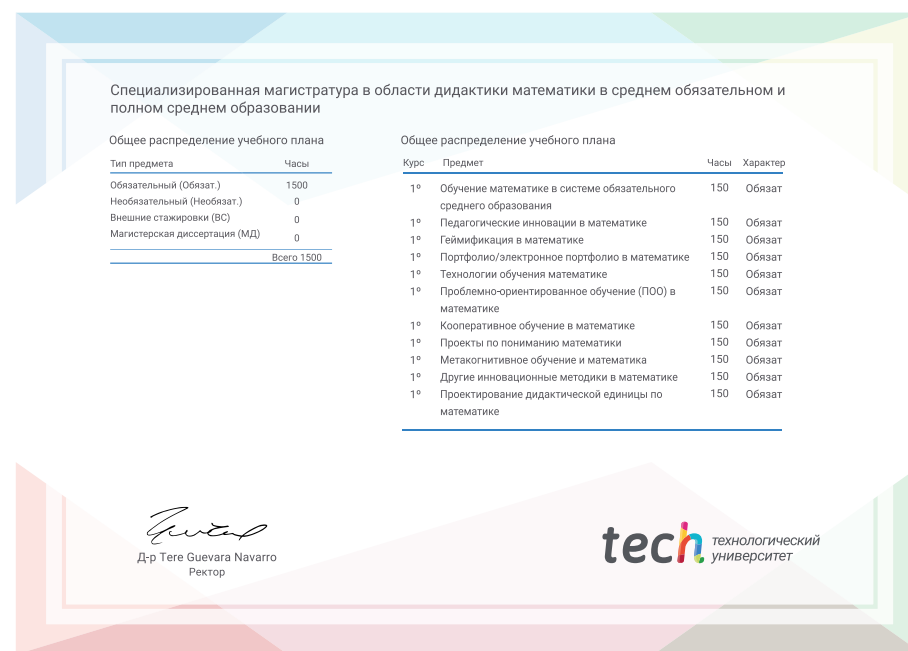 Специализированная магистратура в области дидактики математики в среднем обязательном и
полном среднем образовании
Общее распределение учебного плана
Тип предмета Часы
Обязательный (Обязат.) 1500
Необязательный (Необязат.) 0
Внешние стажировки (ВС) 0
Магистерская диссертация (МД) 0
Всего 1500
Общее распределение учебного плана
Курс Предмет Часы Характер
1º Обучение математике в системе обязательного 150 Обязат
среднего образования
1º Педагогические инновации в математике 150 Обязат
1º Геймификация в математике 150 Обязат
1º Портфолио/электронное портфолио в математике 150 Обязат
1º Технологии обучения математике 150 Обязат
1º Проблемно-ориентированное обучение (ПОО) в 150 Обязат
математике
1º Кооперативное обучение в математике 150 Обязат
1º Проекты по пониманию математики 150 Обязат
1º Метакогнитивное обучение и математика 150 Обязат
1º Другие инновационные методики в математике 150 Обязат
1º Проектирование дидактической единицы по 150 Обязат
математике
Д-р Tere Guevara Navarro
Ректор
tech технологический
университет